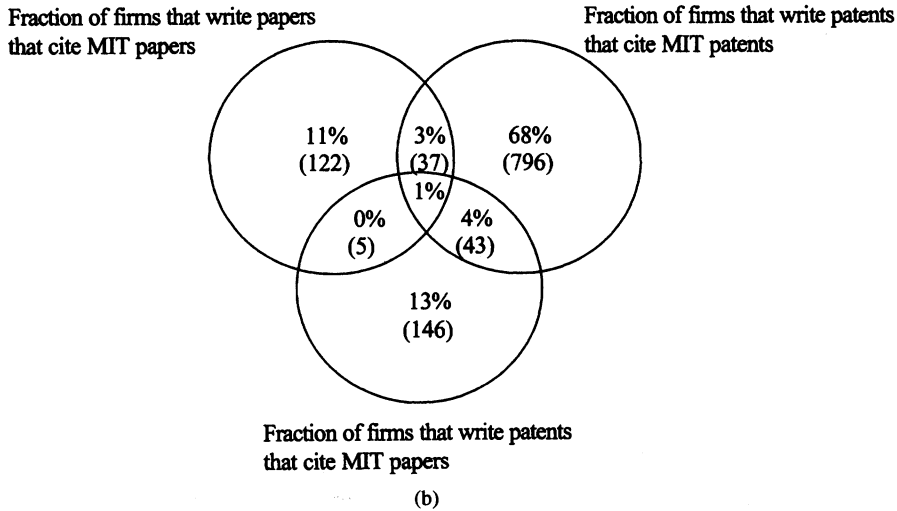 Fraction of firms that write papers
that cite MIT papers
Fraction of firms that write patents
that cite MIT patents
11%
(122)
3%
(37)
68%
(796)
1%
0%
(5)
4%
(43)
13%
(146)
Fraction of firms that write patents
that cite MIT papers
(b)